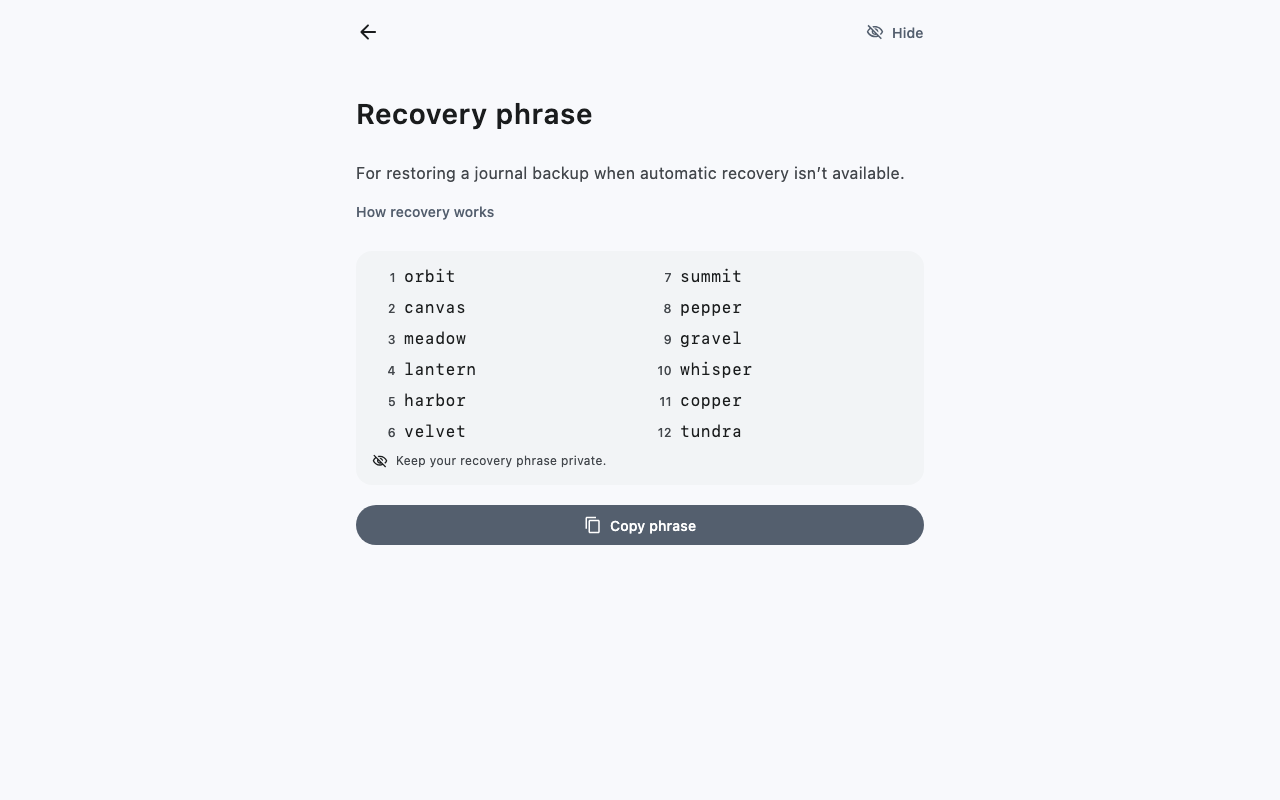 Hide
Recovery phrase
For restoring a journal backup when automatic recovery isn’t available.
How recovery works
1 orbit
2 canvas
3 meadow
4 lantern
5 harbor
6 velvet
7 summit
8 pepper
9 gravel
10 whisper
11 copper
12 tundra
Keep your recovery phrase private.
Copy phrase